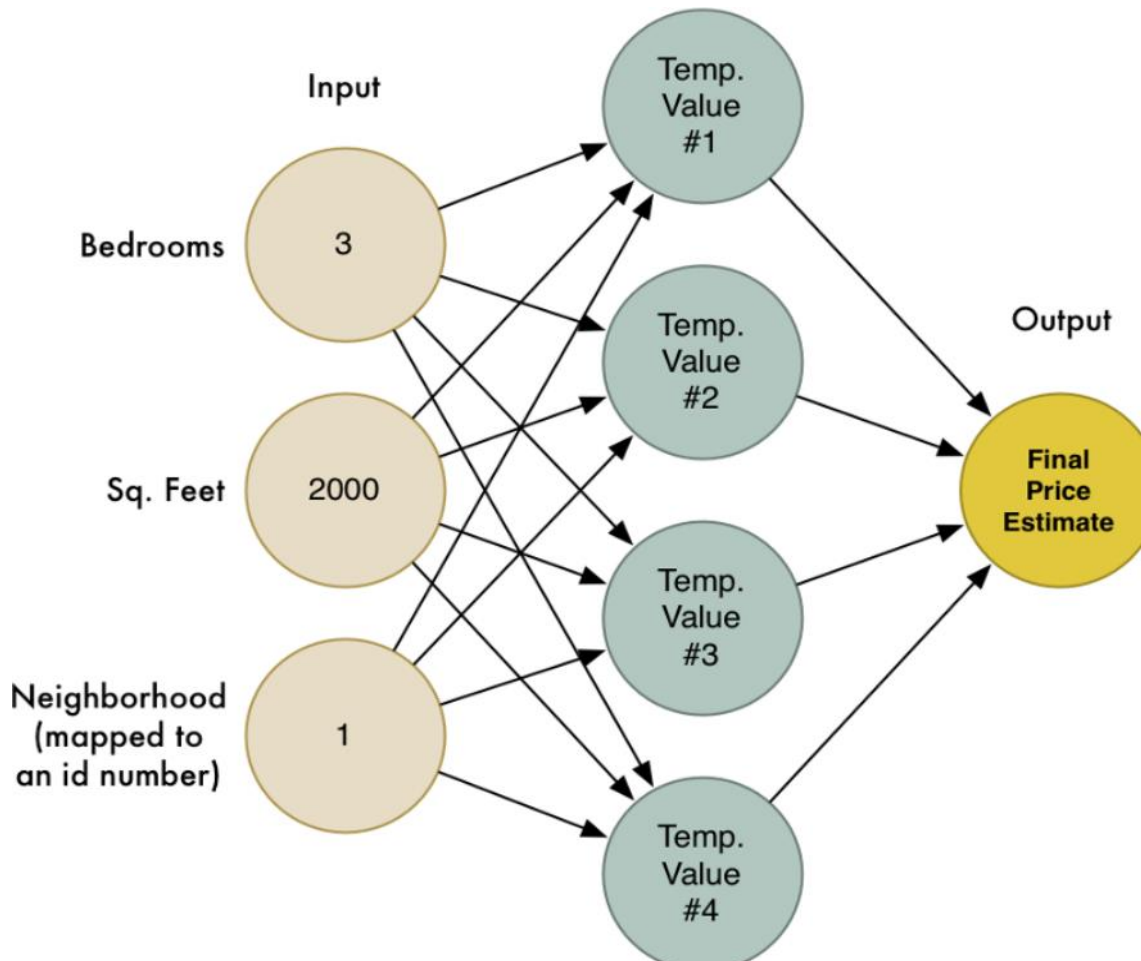 Input
Bedrooms
3
Sq. Feet
2000
Neighborhood
(mapped to
an id number)
1
Temp.
Value
#1
Temp.
Value
#2
Temp.
Value
#3
Temp.
Value
#4
Output
Final
Price
Estimate